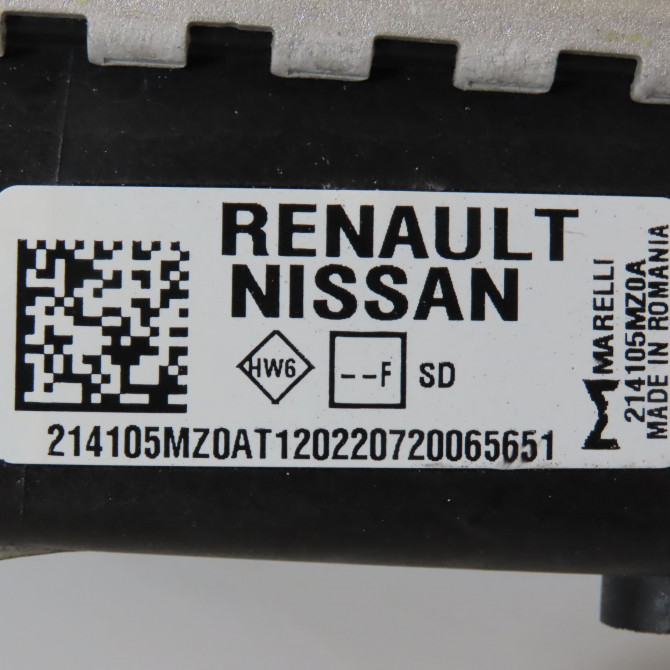 RENAULT
NISSAN
HW6
--F
SD
214105MZ0AT120220720065651
MARELLI
214105MZ0A
MADE IN ROMANIA